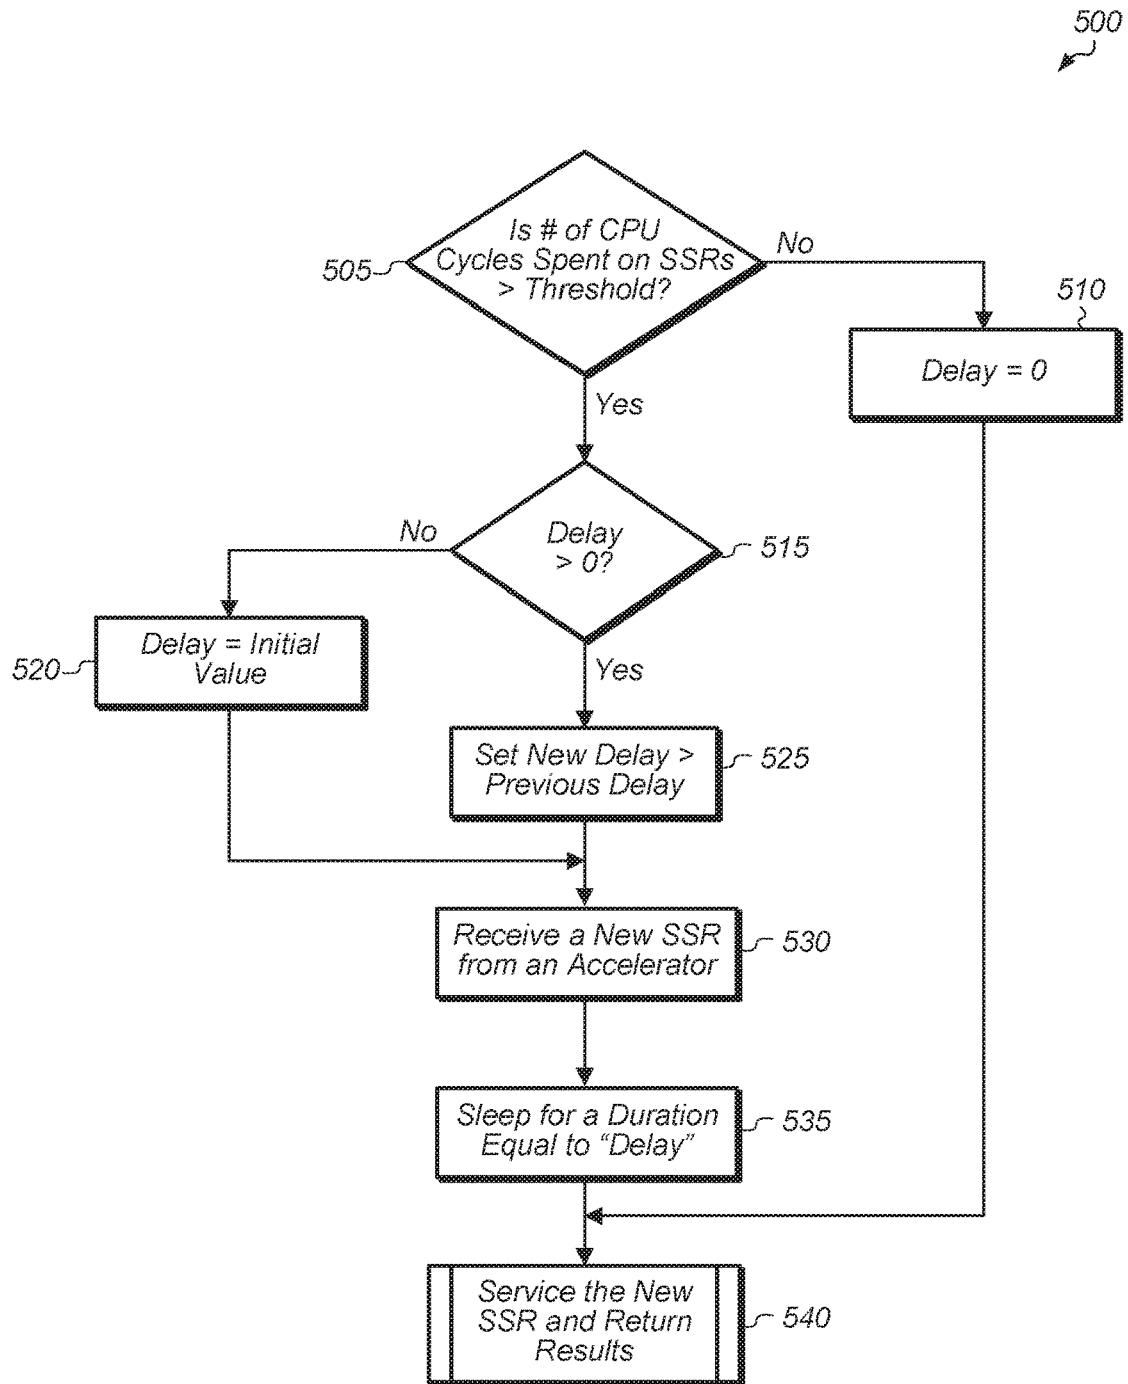 500
Is # of CPU
Cycles Spent on SSRs
> Threshold?
505
No
510
Delay = 0
Yes
Delay
> 0?
515
No
Delay = Initial
Value
520
Yes
Set New Delay >
Previous Delay
525
Receive a New SSR
from an Accelerator
530
Sleep for a Duration
Equal to “Delay”
535
Service the New
SSR and Return
Results
540